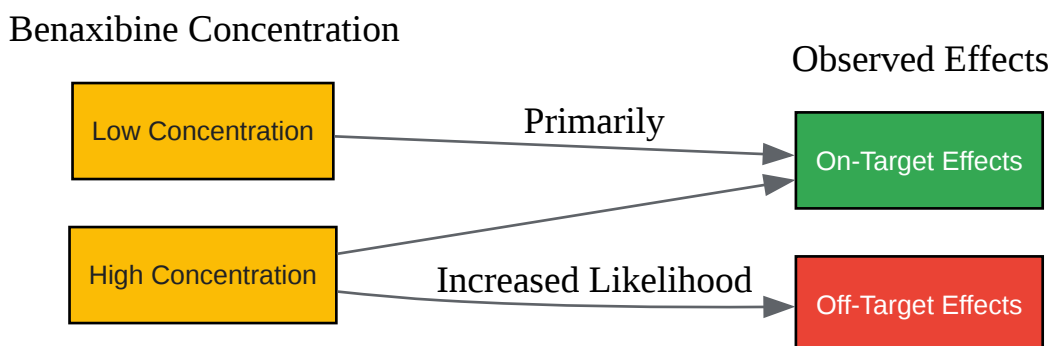 Benaxibine Concentration
Observed Effects
Low Concentration
Primarily
On-Target Effects
High Concentration
Increased Likelihood
Off-Target Effects